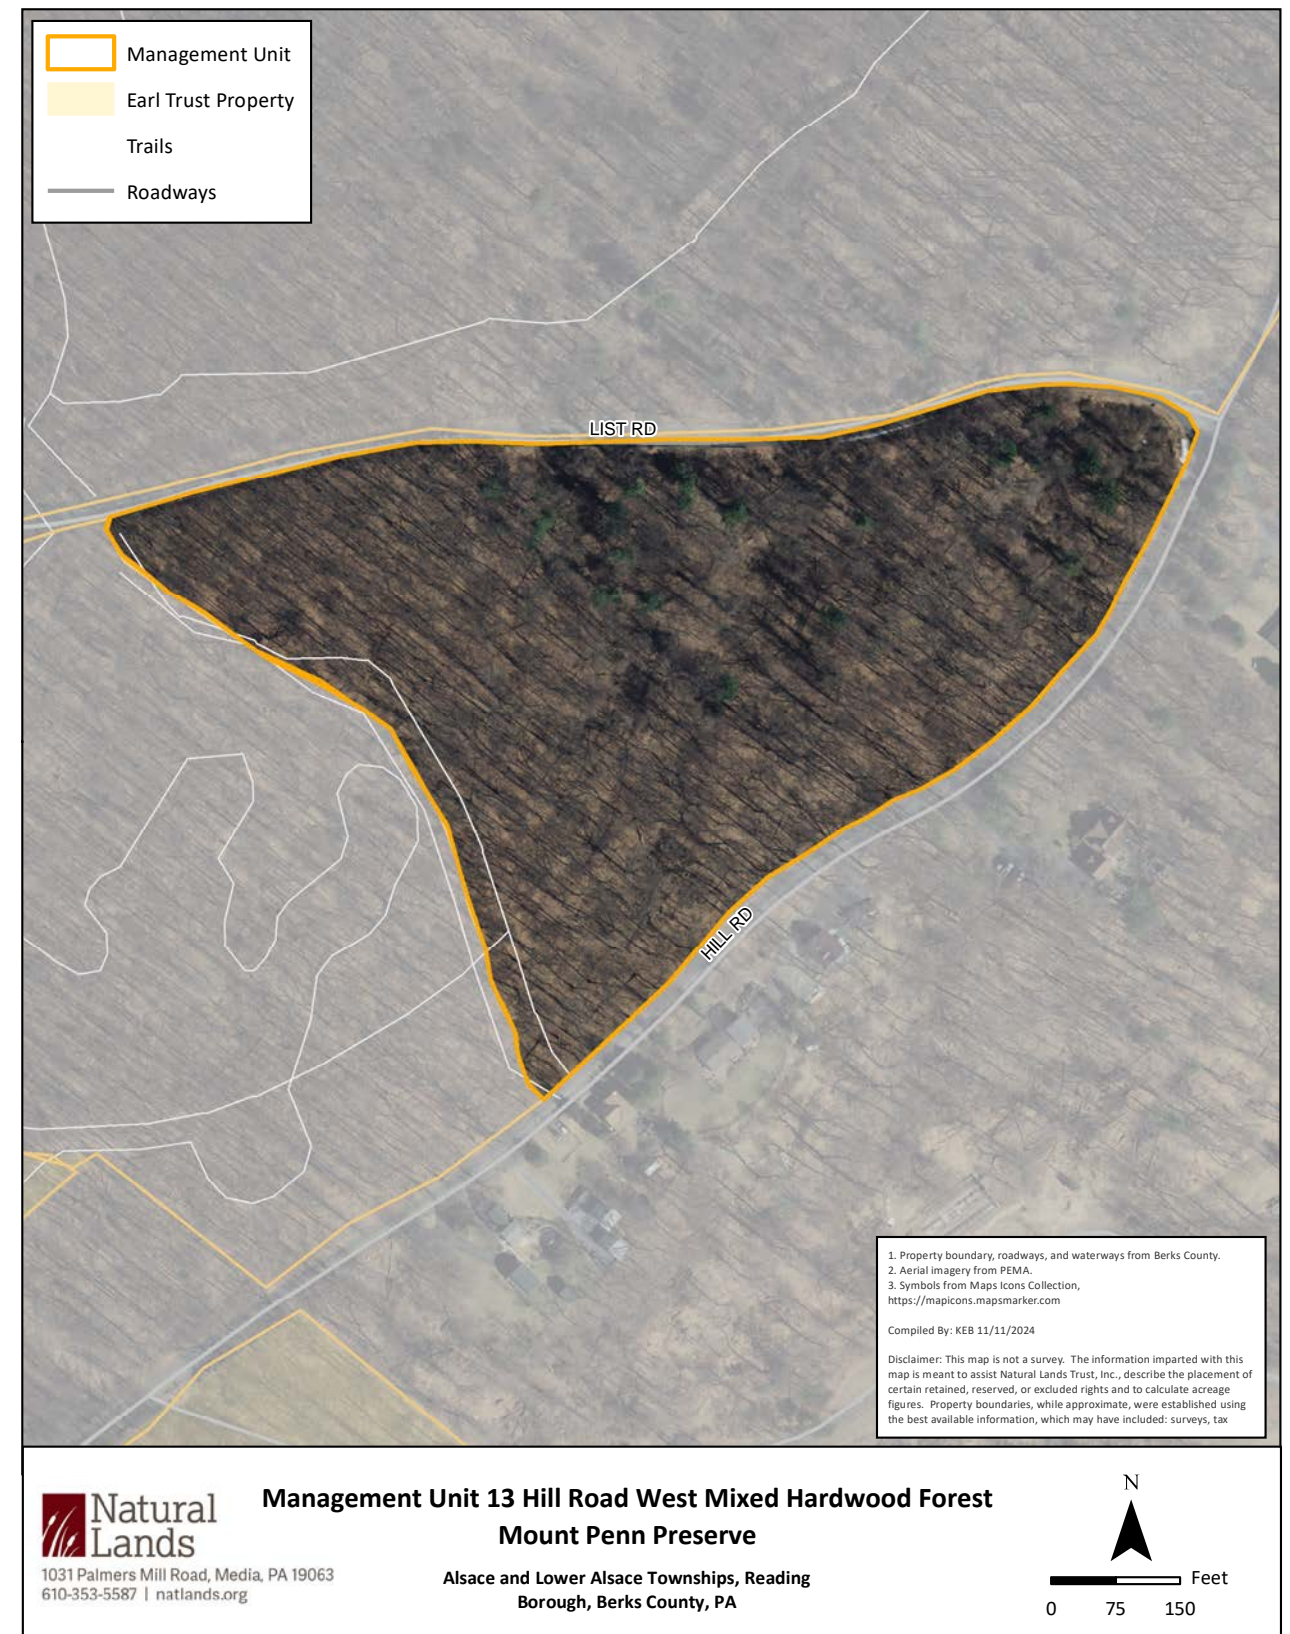 Management Unit
Earl Trust Property
Trails
Roadways
LIST RD
HILL RD
1. Property boundary, roadways, and waterways from Berks County.
2. Aerial imagery from PEMA.
3. Symbols from Maps Icons Collection,
https://mapicons.mapsmarker.com
Compiled By: KEB 11/11/2024
Disclaimer: This map is not a survey. The information imparted with this
map is meant to assist Natural Lands Trust, Inc., describe the placement of
certain retained, reserved, or excluded rights and to calculate acreage
figures. Property boundaries, while approximate, were established using
the best available information, which may have included: surveys, tax
Natural
Lands
1031 Palmers Mill Road, Media, PA 19063
610-353-5587 | natlands.org
Management Unit 13 Hill Road West Mixed Hardwood Forest
Mount Penn Preserve
Alsace and Lower Alsace Townships, Reading
Borough, Berks County, PA
N
Feet
0 75 150